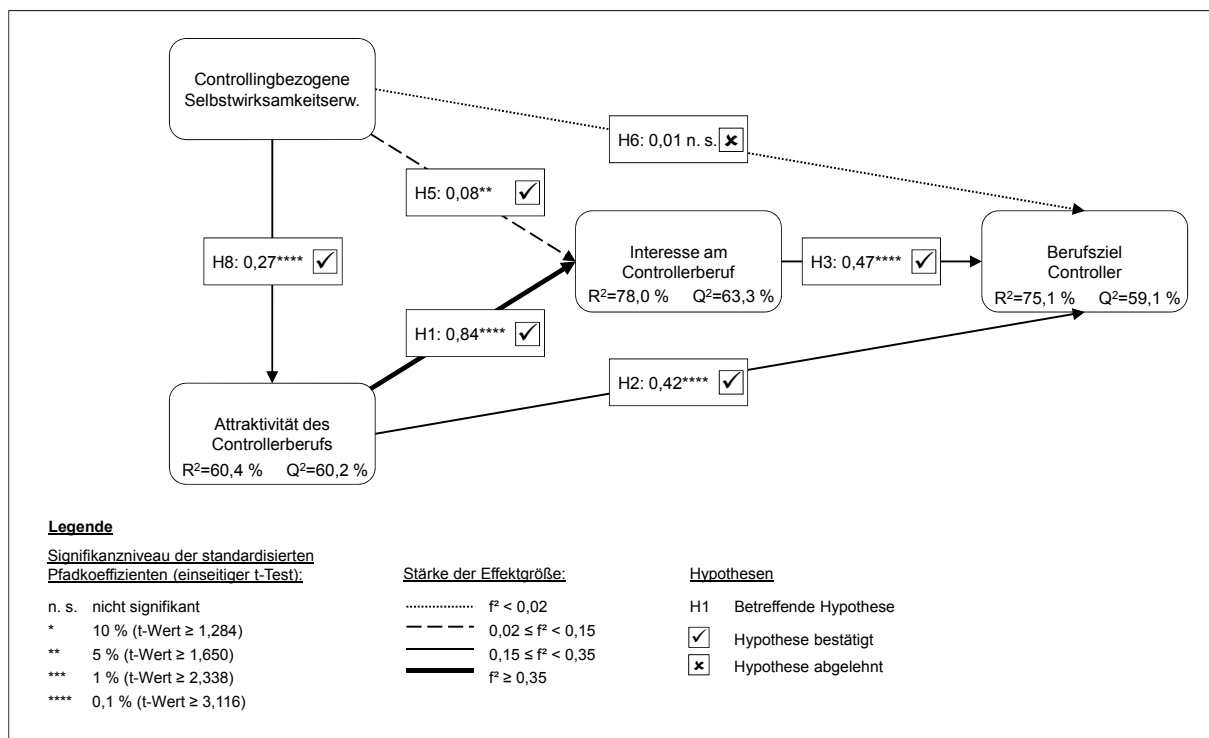 Controllingbezogene
Selbstwirksamkeitserw.
H6: 0,01 n. s.
H5: 0,08**
H8: 0,27****
Interesse am
Controllerberuf
R²=78,0 % Q²=63,3 %
H3: 0,47****
Berufsziel
Controller
R²=75,1 % Q²=59,1 %
H1: 0,84****
H2: 0,42****
Attraktivität des
Controllerberufs
R²=60,4 % Q²=60,2 %
Legende
Signifikanzniveau der standardisierten
Pfadkoeffizienten (einseitiger t-Test):
n. s. nicht signifikant
* 10 % (t-Wert ≥ 1,284)
** 5 % (t-Wert ≥ 1,650)
*** 1 % (t-Wert ≥ 2,338)
**** 0,1 % (t-Wert ≥ 3,116)
Stärke der Effektgröße:
f² < 0,02
0,02 ≤ f² < 0,15
0,15 ≤ f² < 0,35
f² ≥ 0,35
Hypothesen
H1 Betreffende Hypothese
Hypothese bestätigt
Hypothese abgelehnt